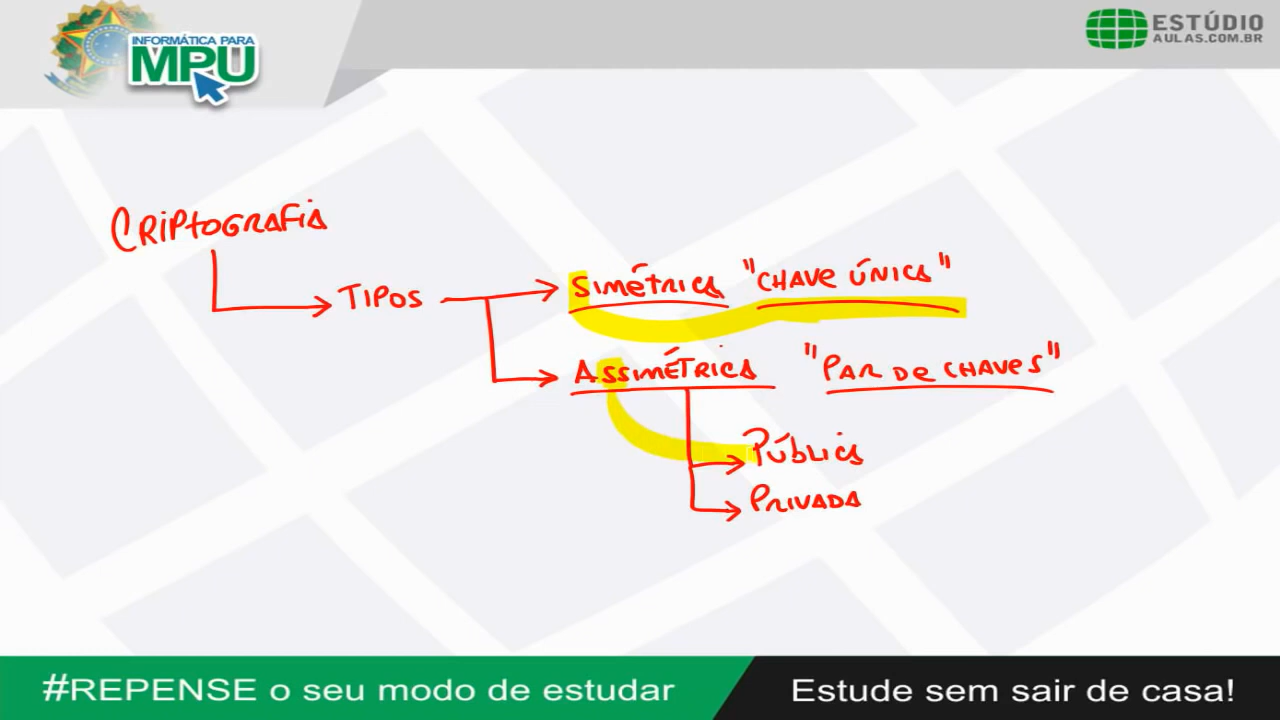 INFORMÁTICA PARA
MPU
ESTÚDIO
AULAS.COM.BR
CRIPTOGRAFIA
TIPOS
SIMÉTRICA "CHAVE ÚNICA"
ASSIMÉTRICA "PAR DE CHAVES"
PÚBLICA
PRIVADA
#REPENSE o seu modo de estudar
Estude sem sair de casa!